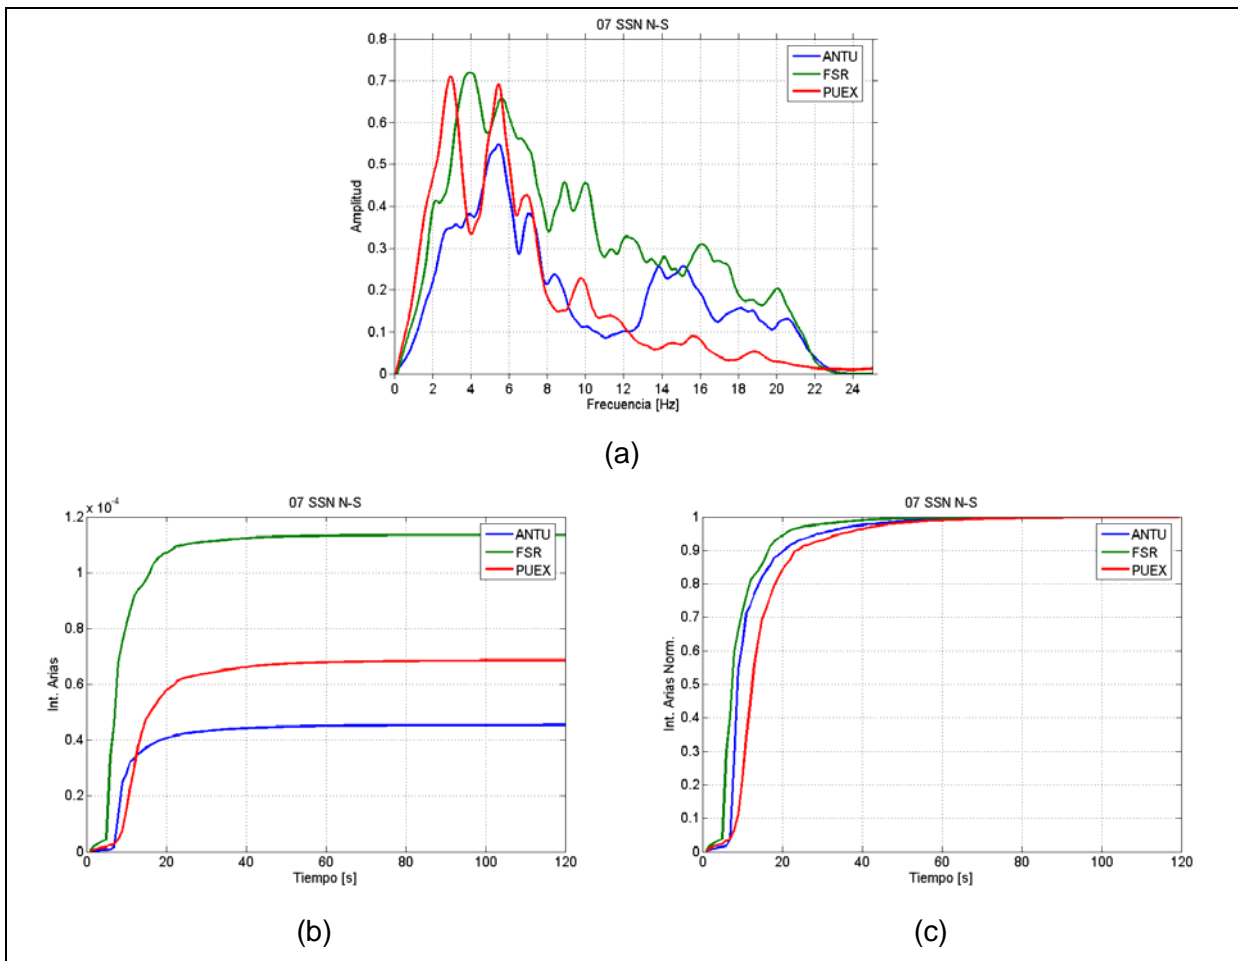 07 SSN N-S
0.8
0.7
0.6
0.5
0.4
0.3
0.2
0.1
0
Amplitud
ANTU
FSR
PUEX
0 2 4 6 8 10 12 14 16 18 20 22 24
Frecuencia [Hz]
(a)
07 SSN N-S
x 10⁻⁴
1.2
1
0.8
0.6
0.4
0.2
0
Int. Arias
ANTU
FSR
PUEX
0 20 40 60 80 100 120
Tiempo [s]
(b)
07 SSN N-S
1
0.9
0.8
0.7
0.6
0.5
0.4
0.3
0.2
0.1
0
Int. Arias Norm.
ANTU
FSR
PUEX
0 20 40 60 80 100 120
Tiempo [s]
(c)